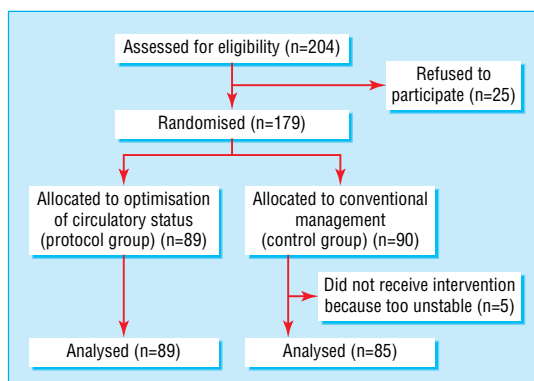 Assessed for eligibility (n=204)
Refused to
participate (n=25)
Randomised (n=179)
Allocated to optimisation
of circulatory status
(protocol group) (n=89)
Allocated to conventional
management
(control group) (n=90)
Did not receive intervention
because too unstable (n=5)
Analysed (n=89)
Analysed (n=85)